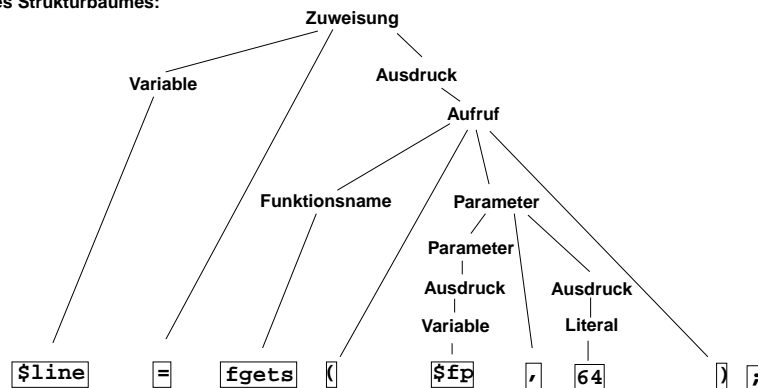 es Strukturbaumes:
Zuweisung
Variable
Ausdruck
Aufruf
Funktionsname
Parameter
Parameter
Ausdruck
Ausdruck
Variable
Literal
$line = fgets ( $fp , 64 ) ;